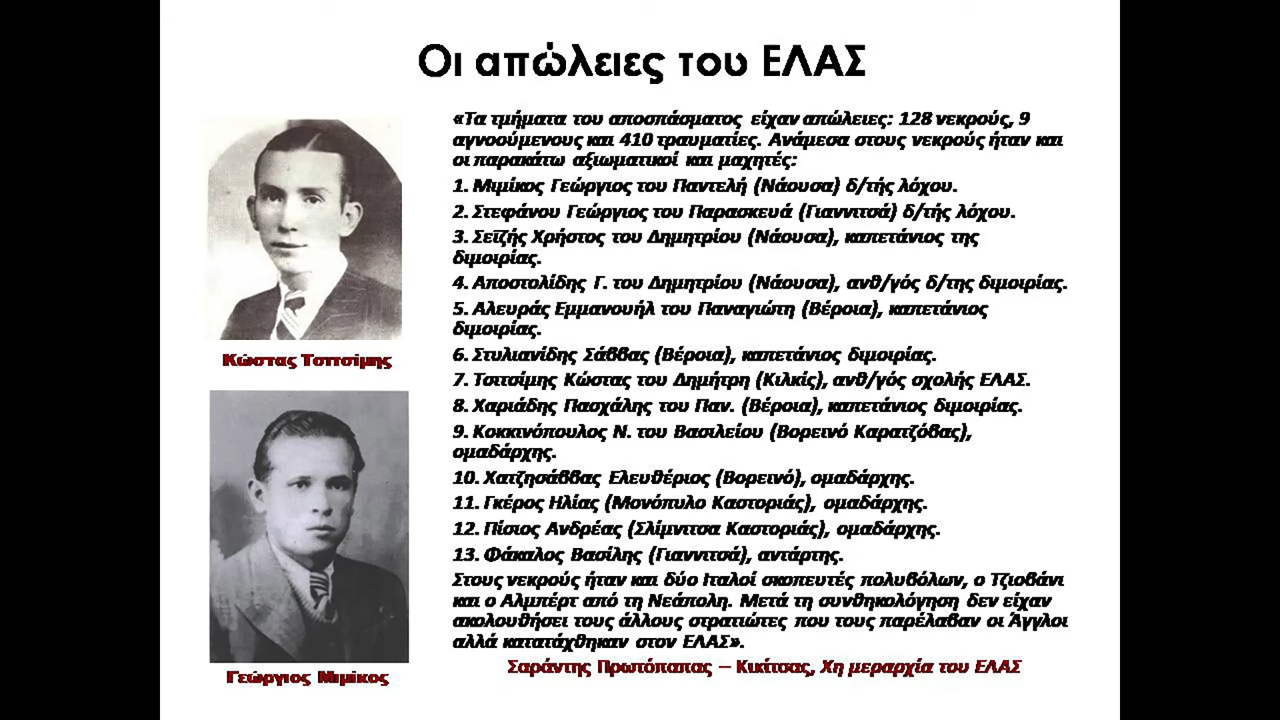 Οι απώλειες του ΕΛΑΣ
«Τα τμήματα του αποσπάσματος είχαν απώλειες: 128 νεκρούς, 9
αγνοούμενους και 410 τραυματίες. Ανάμεσα στους νεκρούς ήταν και
οι παρακάτω αξιωματικοί και μαχητές:
1. Μιμίκος Γεώργιος του Παντελή (Νάουσα) δ/τής λόχου.
2. Στεφάνου Γεώργιος του Παρασκευά (Γιαννιτσά) δ/τής λόχου.
3. Σεϊζής Χρήστος του Δημητρίου (Νάουσα), καπετάνιος της
διμοιρίας.
4. Αποστολίδης Γ. του Δημητρίου (Νάουσα), ανθ/γός δ/της διμοιρίας.
5. Αλευράς Εμμανουήλ του Παναγιώτη (Βέροια), καπετάνιος
διμοιρίας.
6. Στυλιανίδης Σάββας (Βέροια), καπετάνιος διμοιρίας.
7. Τσιτσίμης Κώστας του Δημήτρη (Κιλκίς), ανθ/γός σχολής ΕΛΑΣ.
8. Χαριάδης Πασχάλης του Παν. (Βέροια), καπετάνιος διμοιρίας.
9. Κοκκινόπουλος Ν. του Βασιλείου (Βορεινό Καρατζόβας),
ομαδάρχης.
10. Χατζησάββας Ελευθέριος (Βορεινό), ομαδάρχης.
11. Γκέρος Ηλίας (Μονόπυλο Καστοριάς), ομαδάρχης.
12. Πίσιος Ανδρέας (Σλίμνιτσα Καστοριάς), ομαδάρχης.
13. Φάκαλος Βασίλης (Γιαννιτσά), αντάρτης.
Στους νεκρούς ήταν και δύο Ιταλοί σκοπευτές πολυβόλων, ο Τζιοβάνι
και ο Αλμπέρτ από τη Νεάπολη. Μετά τη συνθηκολόγηση δεν είχαν
ακολουθήσει τους άλλους στρατιώτες που τους παρέλαβαν οι Άγγλοι
αλλά κατατάχθηκαν στον ΕΛΑΣ».
Σαράντης Πρωτόπαπας – Κικίτσας, Χη μεραρχία του ΕΛΑΣ
Κώστας Τσιτσίμης
Γεώργιος Μιμίκος